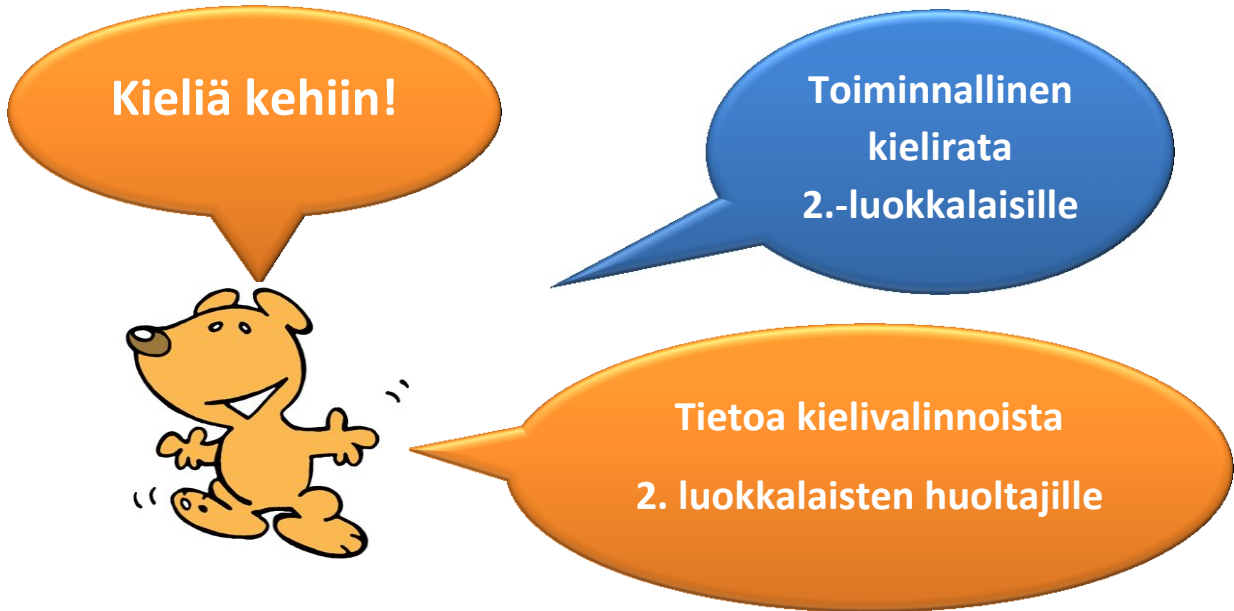 Kieliä kehiin!
Toiminnallinen
kielirata
2.-luokkalaisille
Tietoa kielivalinnoista
2. luokkalaisten huoltajille